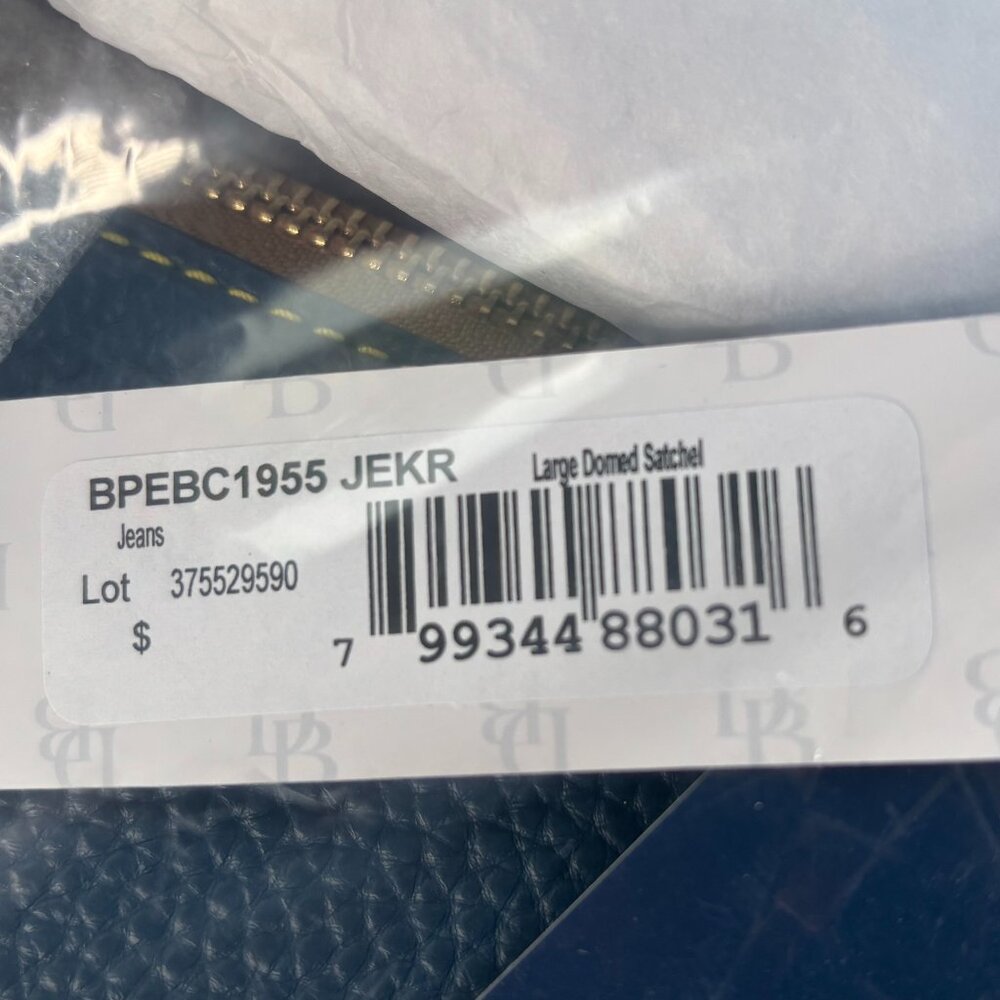 BPEBC1955 JEKR
Large Domed Satchel
Jeans
Lot 375529590
$
7 99344 88031 6